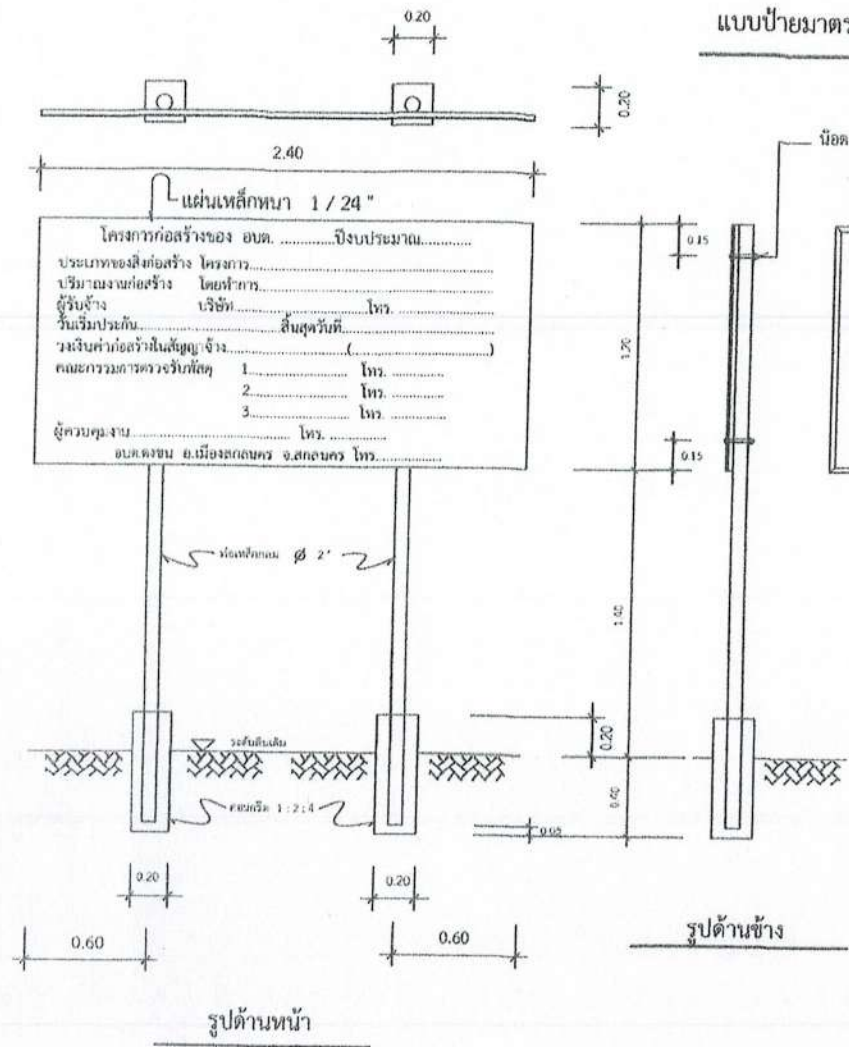 0.20
แบบป้ายมาตร
0.20
2.40
น๊อต
แผ่นเหล็กหนา 1 / 24 "
โครงการก่อสร้างของ อบต. ............ปีงบประมาณ...........
ประเภทของสิ่งก่อสร้าง โครงการ.....................................................
ปริมาณงานก่อสร้าง โดยทำการ...................................................
ผู้รับจ้าง บริษัท.............................. โทร. ....................
วันเริ่มประกัน.............................. สิ้นสุดวันที่................................
วงเงินค่าก่อสร้างในสัญญาจ้าง......................... (...............................)
คณะกรรมการตรวจรับพัสดุ 1..................... โทร. ...........
2..................... โทร. ...........
3..................... โทร. ...........
ผู้ควบคุมงาน................................. โทร. ............
อบต.ดงชน อ.เมืองสกลนคร จ.สกลนคร โทร..............
0.15
1.20
0.15
ท่อเหล็กกลม Ø 2"
1.40
ระดับดินเดิม
0.20
คอนกรีต 1:2:4
0.40
0.05
0.20
0.20
0.60
0.60
รูปด้านข้าง
รูปด้านหน้า